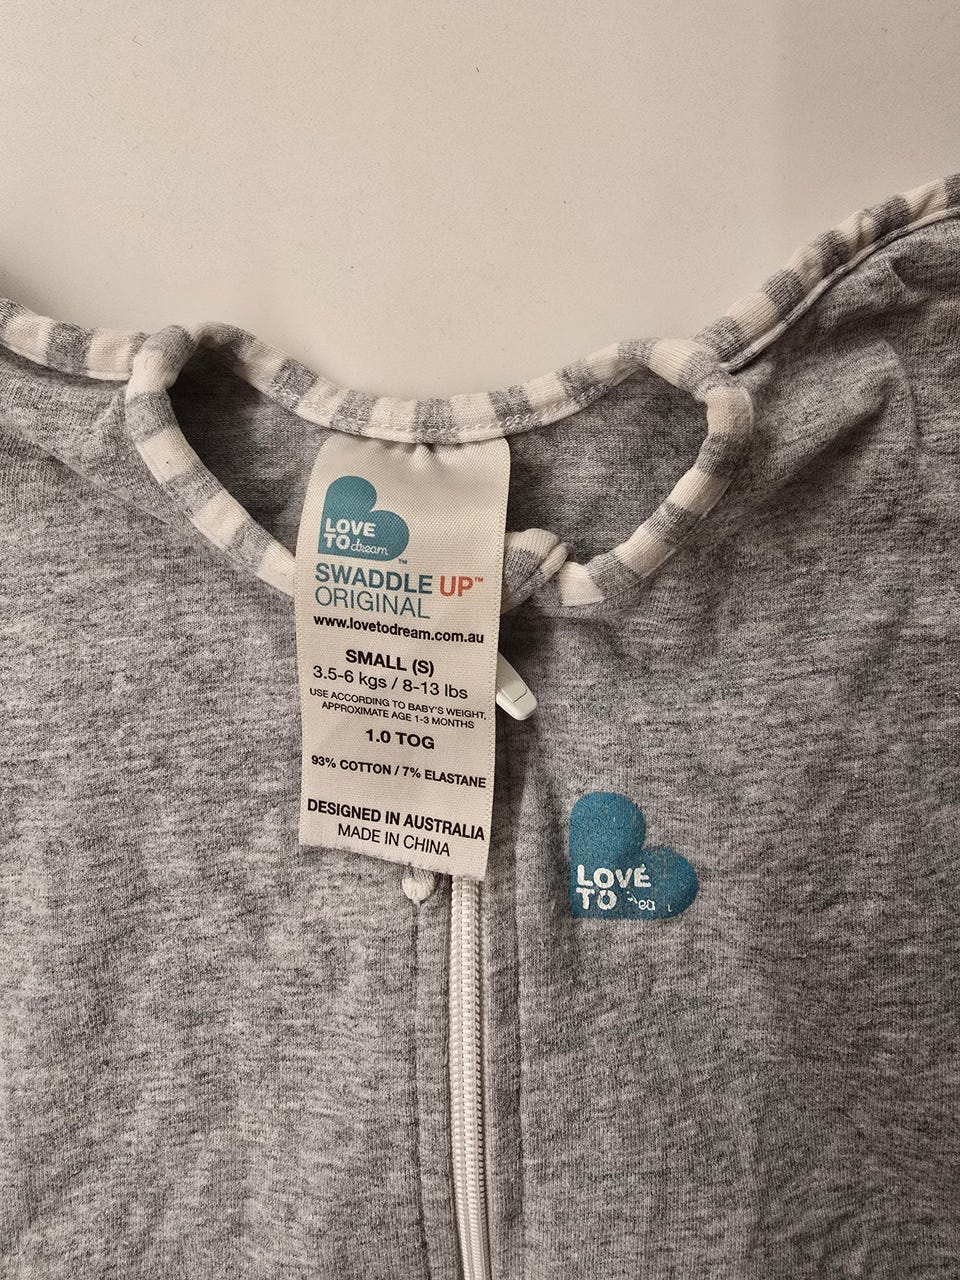 LOVE
TO dream™
SWADDLE UP™
ORIGINAL
www.lovetodream.com.au
SMALL (S)
3.5-6 kgs / 8-13 lbs
USE ACCORDING TO BABY'S WEIGHT.
APPROXIMATE AGE 1-3 MONTHS
1.0 TOG
93% COTTON / 7% ELASTANE
DESIGNED IN AUSTRALIA
MADE IN CHINA
LOVE
TO